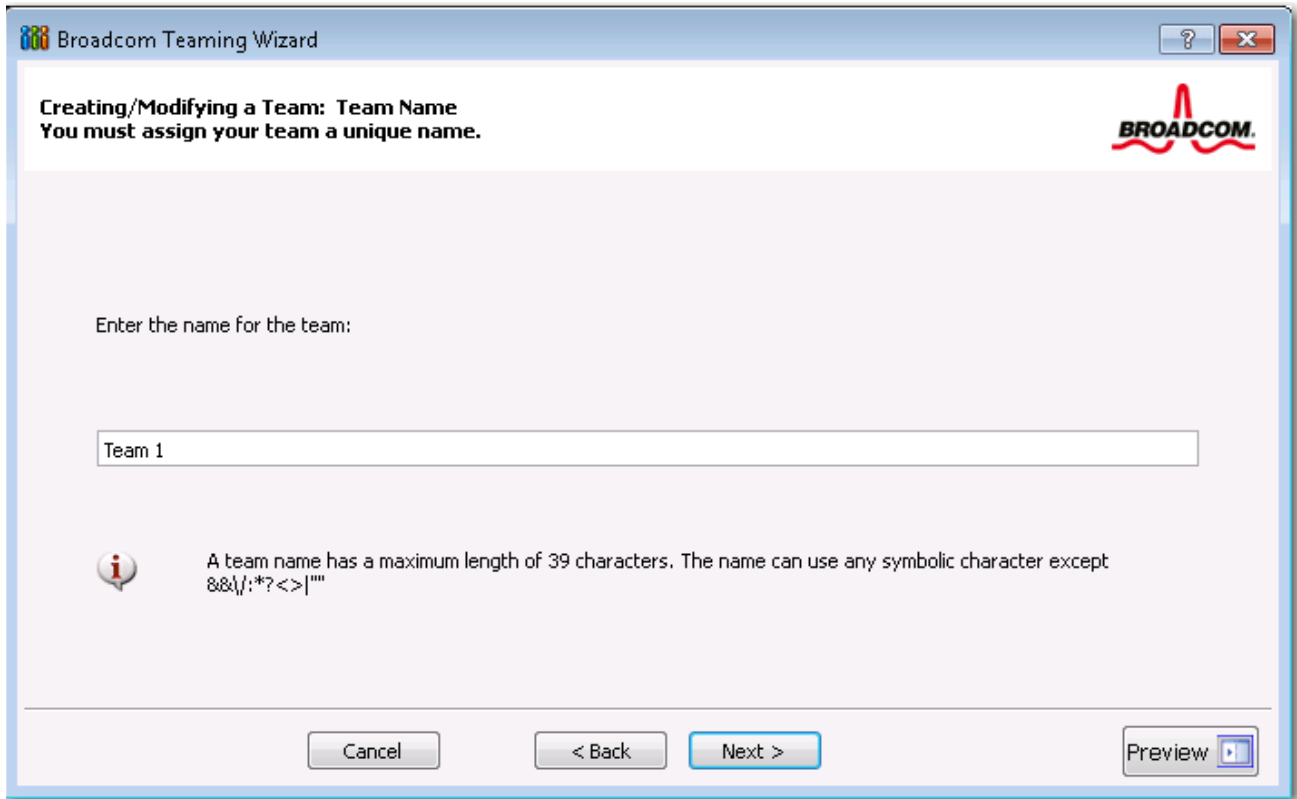 Broadcom Teaming Wizard
?
Creating/Modifying a Team: Team Name
You must assign your team a unique name.
BROADCOM.
Enter the name for the team:
Team 1
A team name has a maximum length of 39 characters. The name can use any symbolic character except
&&\/:*?<>|""
Cancel
< Back
Next >
Preview